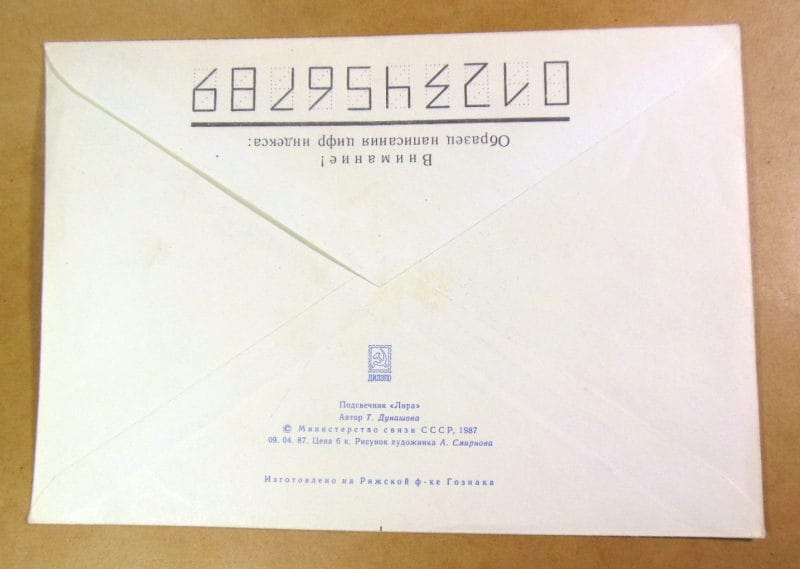 Внимание!
Образец написания цифр индекса:
0123456789
ДИЭЗПО
Подсвечник «Лира»
Автор Т. Дунашова
© Министерство связи СССР, 1987
09. 04. 87. Цена 6 к. Рисунок художника А. Смирнова
Изготовлено на Ряжской ф-ке Гознака